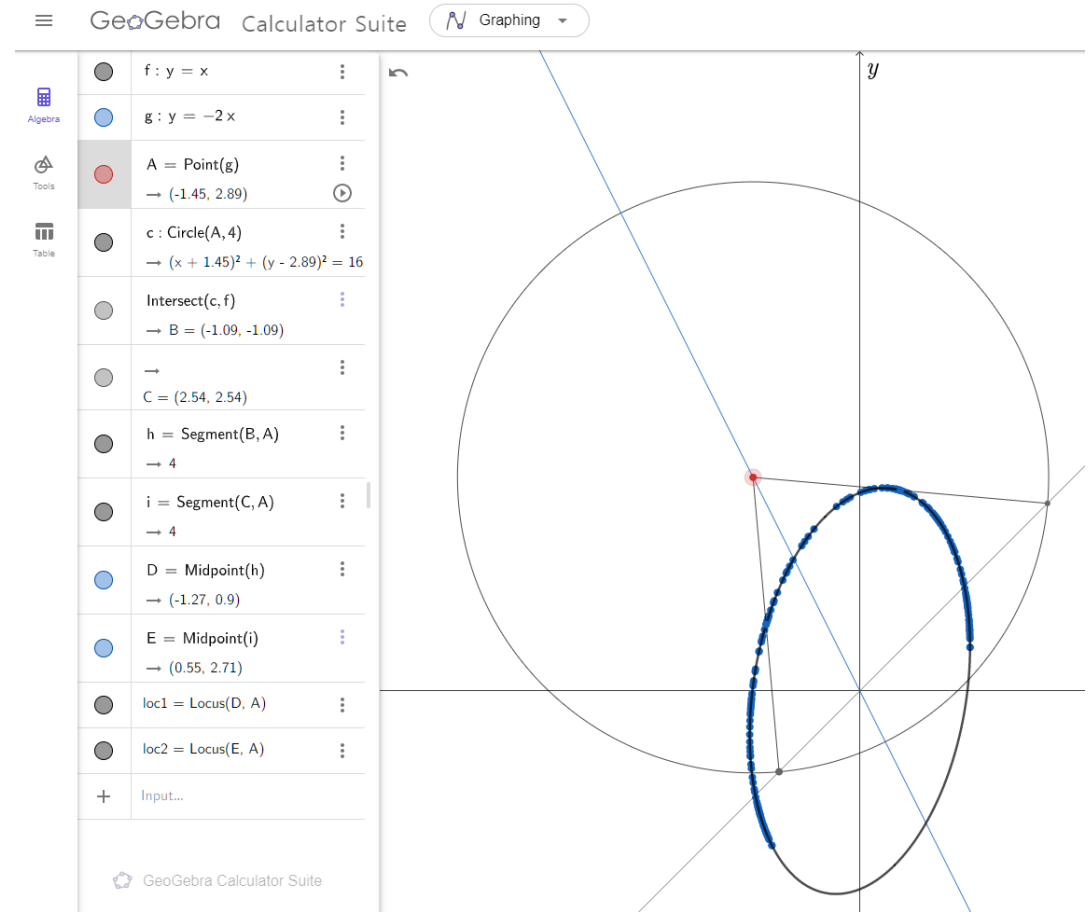 GeoGebra Calculator Suite Graphing
f : y = x
g : y = −2 x
Algebra
A = Point(g)
→ (-1.45, 2.89)
Tools
c : Circle(A, 4)
→ (x + 1.45)² + (y - 2.89)² = 16
Table
Intersect(c, f)
→ B = (-1.09, -1.09)
→
C = (2.54, 2.54)
h = Segment(B, A)
→ 4
i = Segment(C, A)
→ 4
D = Midpoint(h)
→ (-1.27, 0.9)
E = Midpoint(i)
→ (0.55, 2.71)
loc1 = Locus(D, A)
loc2 = Locus(E, A)
+ Input...
GeoGebra Calculator Suite
y